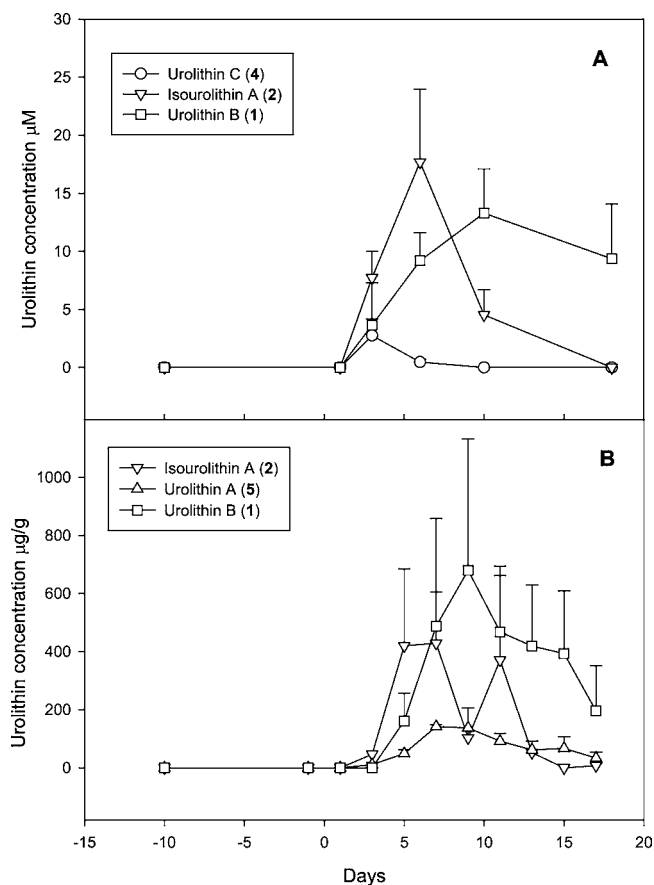 30
25
20
15
10
5
0
Urolithin concentration μM
Urolithin C (4)
Isourolithin A (2)
Urolithin B (1)
A
1000
800
600
400
200
0
Urolithin concentration μg/g
Isourolithin A (2)
Urolithin A (5)
Urolithin B (1)
B
-15 -10 -5 0 5 10 15 20
Days